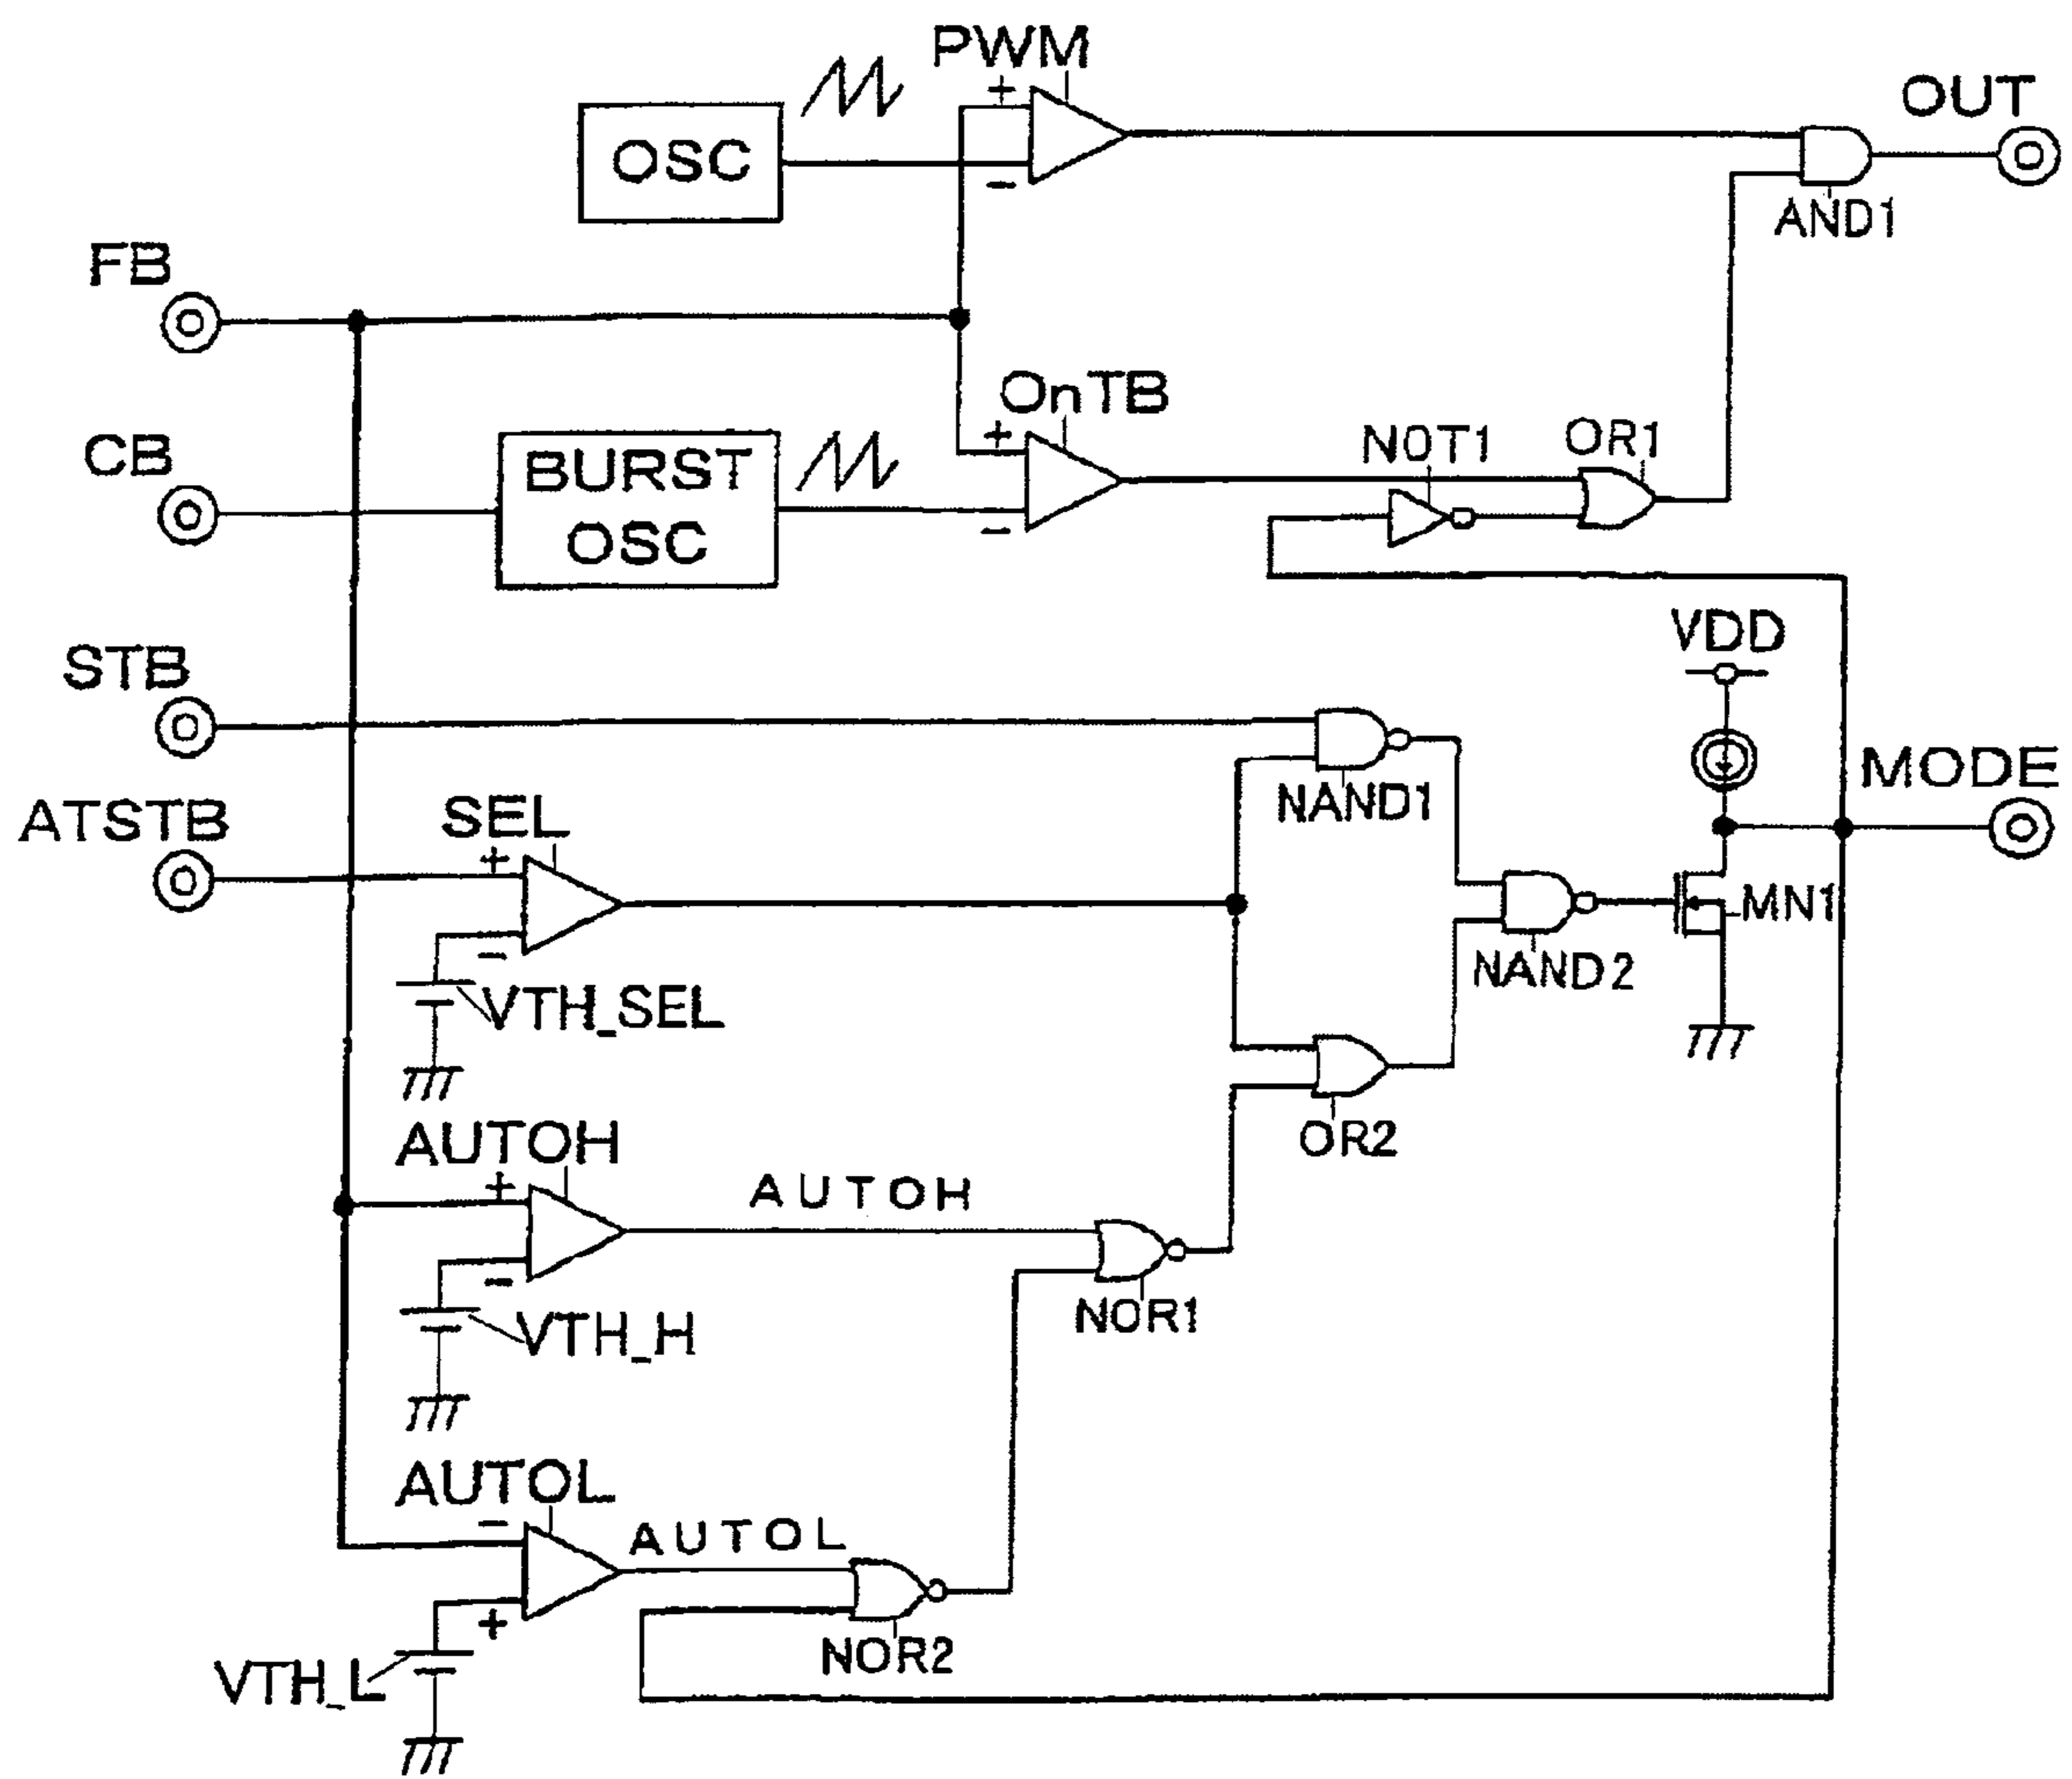 PWM
OUT
OSC
+
-
AND1
FB
OnTB
CB
BURST
OSC
+
-
NOT1
OR1
STB
VDD
ATSTB
SEL
+
-
NAND1
MODE
VTH_SEL
MN1
NAND2
AUTOH
+
-
AUTOH
OR2
VTH_H
NOR1
AUTOL
-
+
AUTOL
NOR2
VTH_L